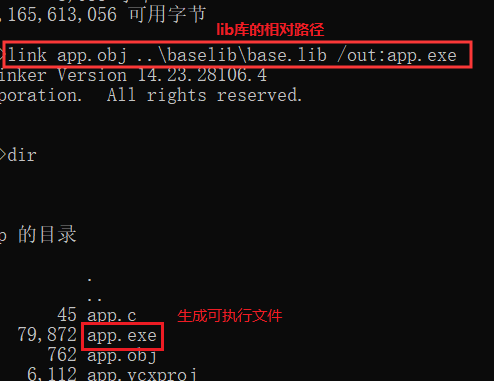 ,165,613,056 可用字节
lib库的相对路径
>link app.obj ..\baselib\base.lib /out:app.exe
inker Version 14.23.28106.4
poration.  All rights reserved.
>dir
p 的目录
.
..
45 app.c
生成可执行文件
79,872 app.exe
762 app.obj
6,112 app.vcxproj